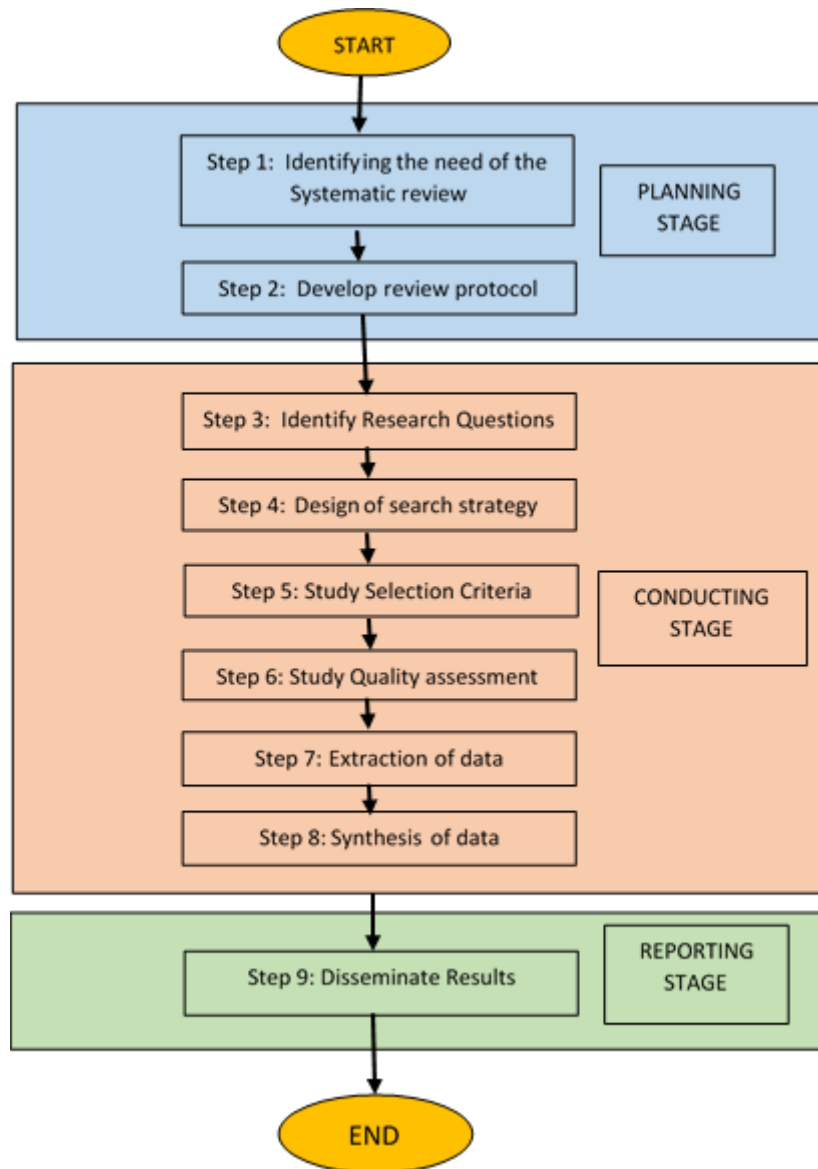 START
Step 1: Identifying the need of the
Systematic review
PLANNING
STAGE
Step 2: Develop review protocol
Step 3: Identify Research Questions
Step 4: Design of search strategy
Step 5: Study Selection Criteria
CONDUCTING
STAGE
Step 6: Study Quality assessment
Step 7: Extraction of data
Step 8: Synthesis of data
Step 9: Disseminate Results
REPORTING
STAGE
END